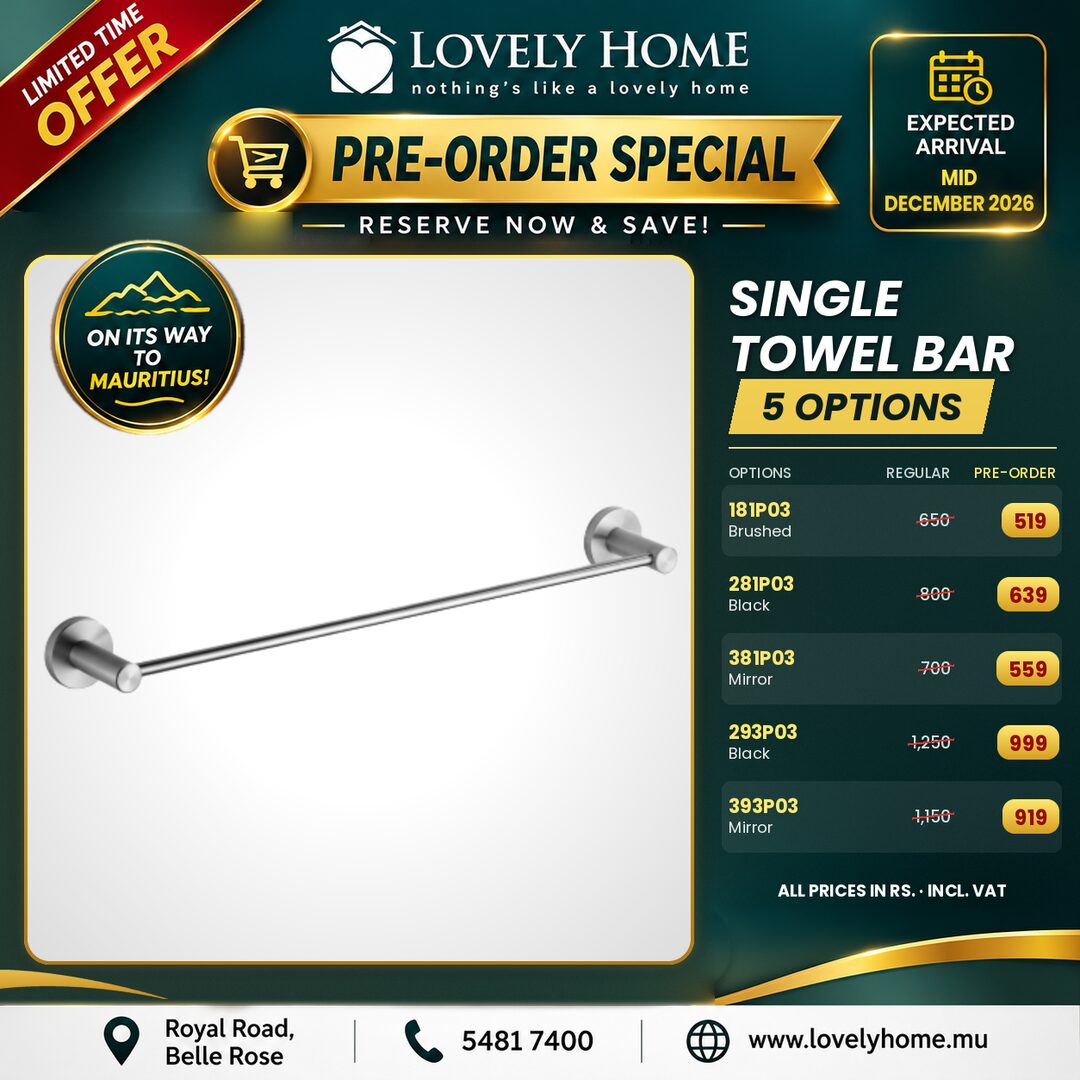 LIMITED TIME
OFFER
LOVELY HOME
nothing's like a lovely home
PRE-ORDER SPECIAL
RESERVE NOW & SAVE!
EXPECTED
ARRIVAL
MID
DECEMBER 2026
ON ITS WAY
TO
MAURITIUS!
SINGLE
TOWEL BAR
5 OPTIONS
OPTIONS REGULAR PRE-ORDER
181P03
Brushed
650 519
281P03
Black
800 639
381P03
Mirror
700 559
293P03
Black
1,250 999
393P03
Mirror
1,150 919
ALL PRICES IN RS. · INCL. VAT
Royal Road,
Belle Rose
5481 7400
www.lovelyhome.mu